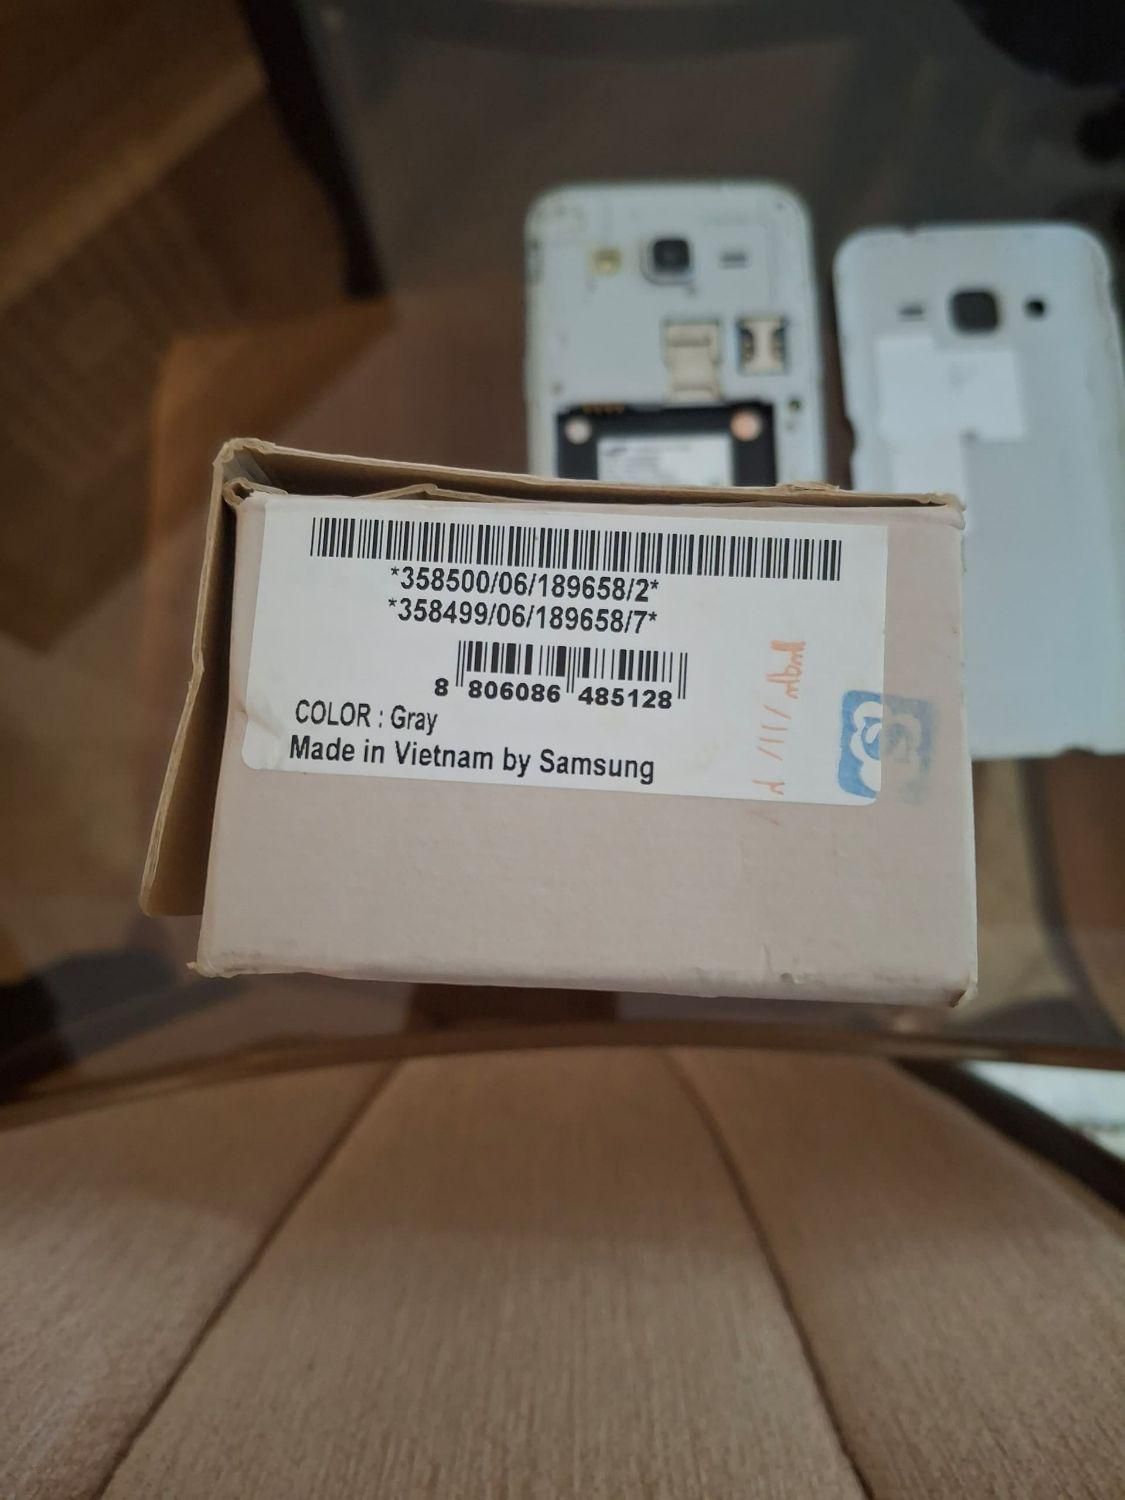 *358500/06/189658/2*
*358499/06/189658/7*
8 806086 485128
COLOR : Gray
Made in Vietnam by Samsung